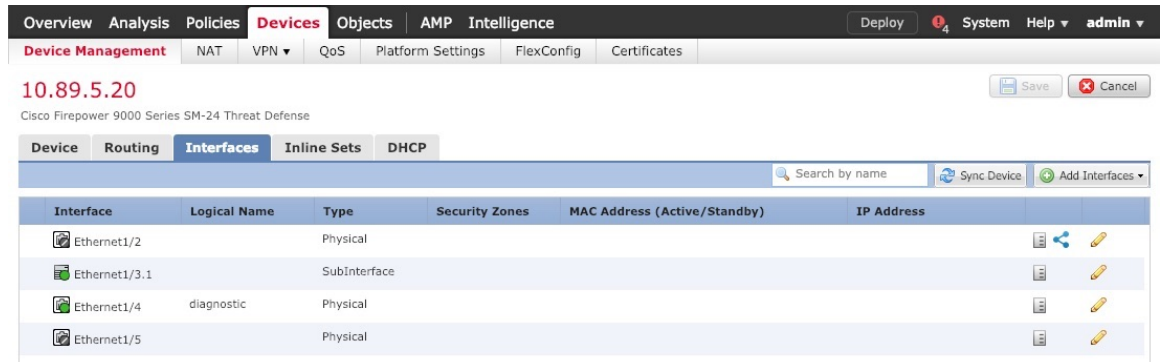 Overview Analysis Policies Devices Objects AMP Intelligence Deploy 4 System Help admin
Device Management NAT VPN QoS Platform Settings FlexConfig Certificates
10.89.5.20 Save Cancel
Cisco Firepower 9000 Series SM-24 Threat Defense
Device Routing Interfaces Inline Sets DHCP
Search by name Sync Device Add Interfaces
Interface Logical Name Type Security Zones MAC Address (Active/Standby) IP Address
Ethernet1/2 Physical
Ethernet1/3.1 SubInterface
Ethernet1/4 diagnostic Physical
Ethernet1/5 Physical